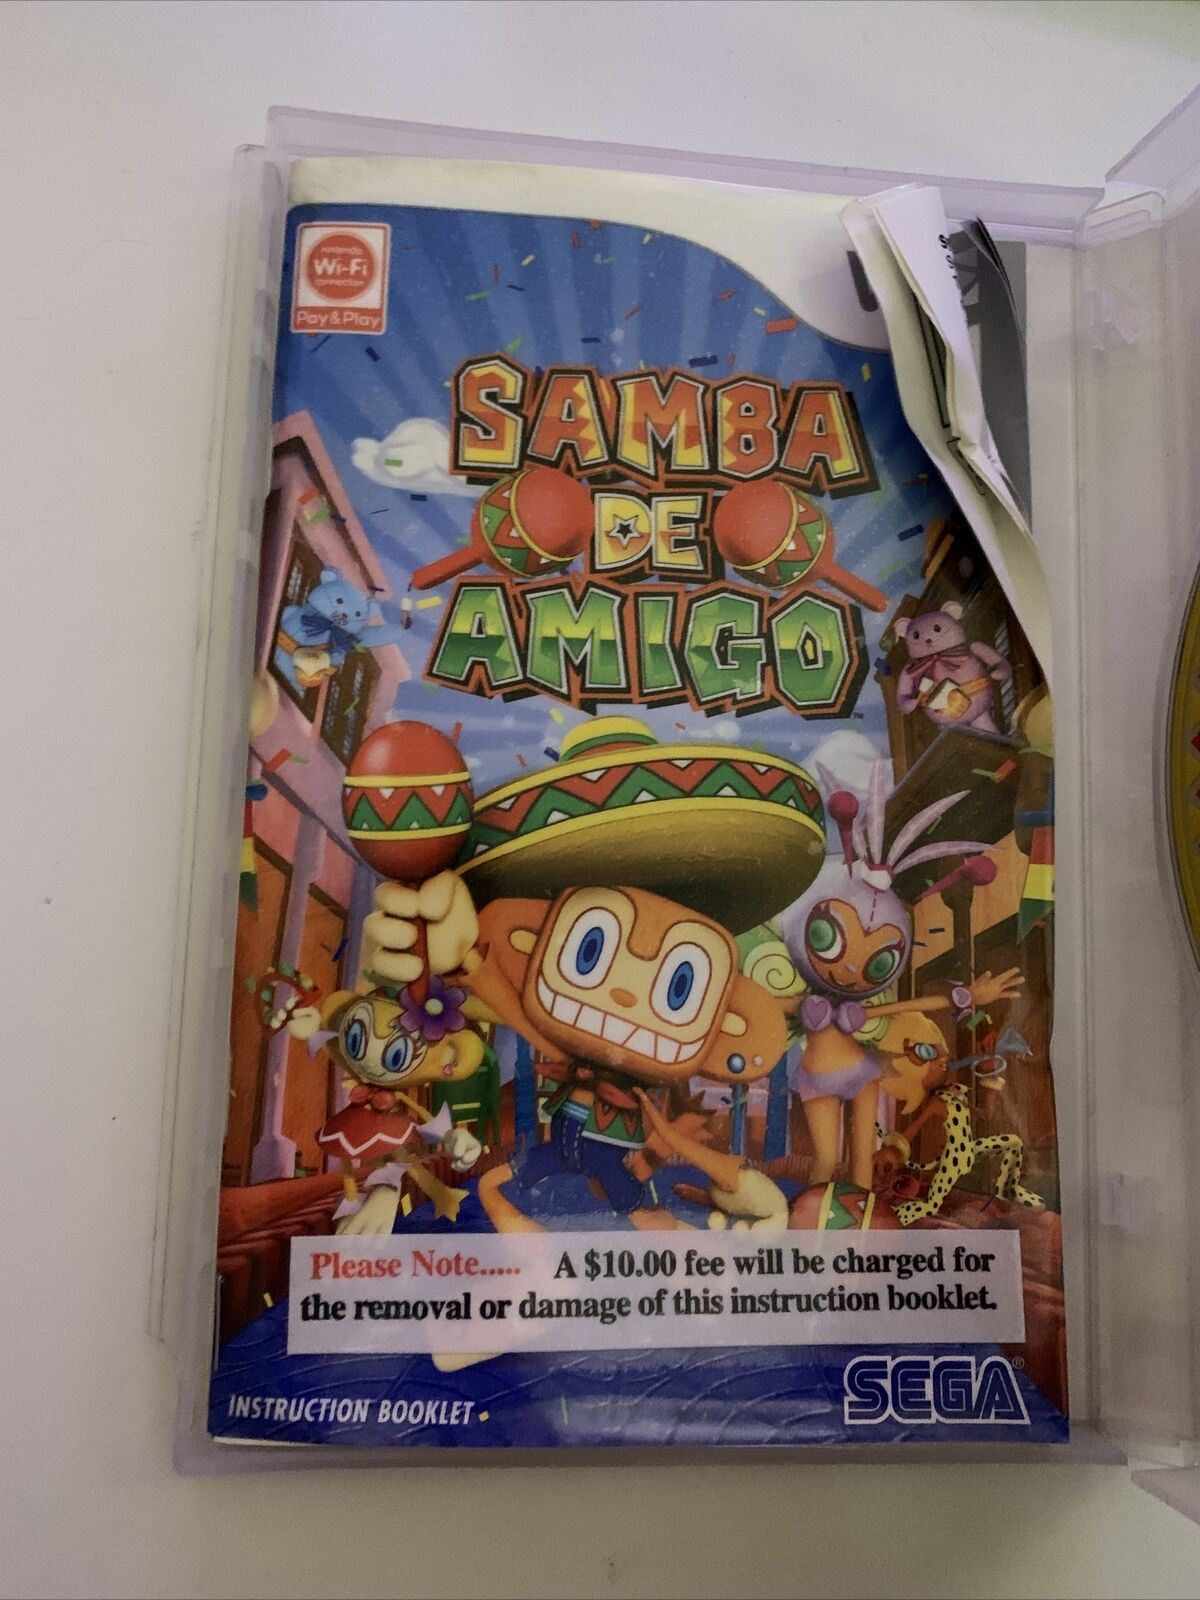 nintendo
Wi-Fi
connection
Pay & Play
SAMBA
DE
AMIGO
TM
Please Note..... A $10.00 fee will be charged for
the removal or damage of this instruction booklet.
SEGA®
INSTRUCTION BOOKLET